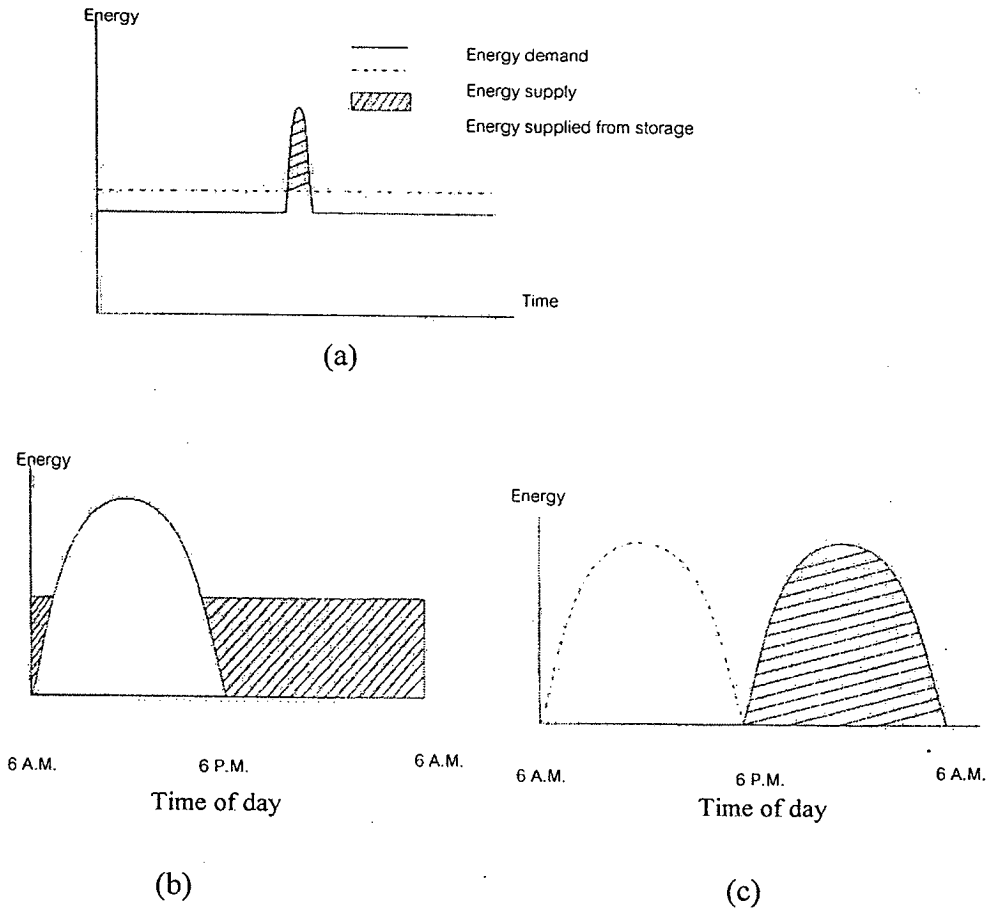 Energy
Energy demand
Energy supply
Energy supplied from storage
Time
(a)
Energy
6 A.M.
6 P.M.
6 A.M.
Time of day
(b)
Energy
6 A.M.
6 P.M.
6 A.M.
Time of day
(c)